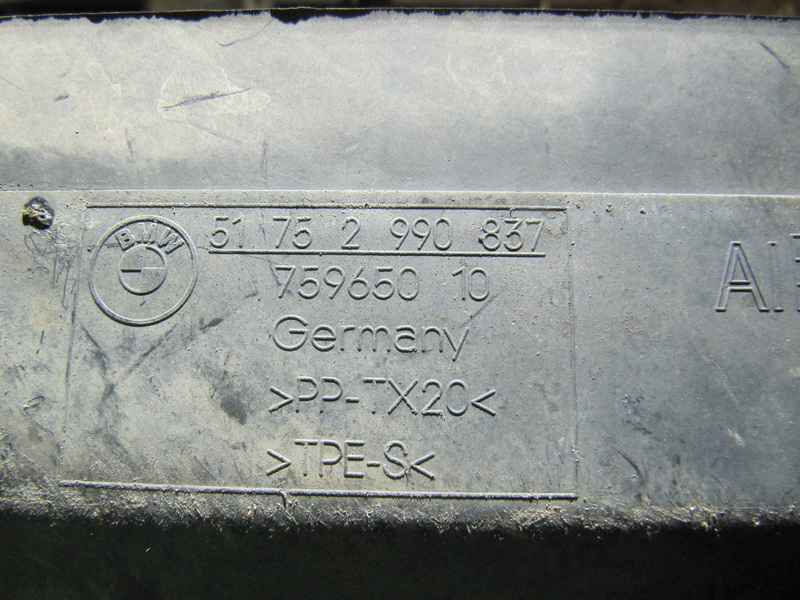 BMW
51 75 2 990 837
759650 10
Germany
>PP-TX20<
>TPE-S<